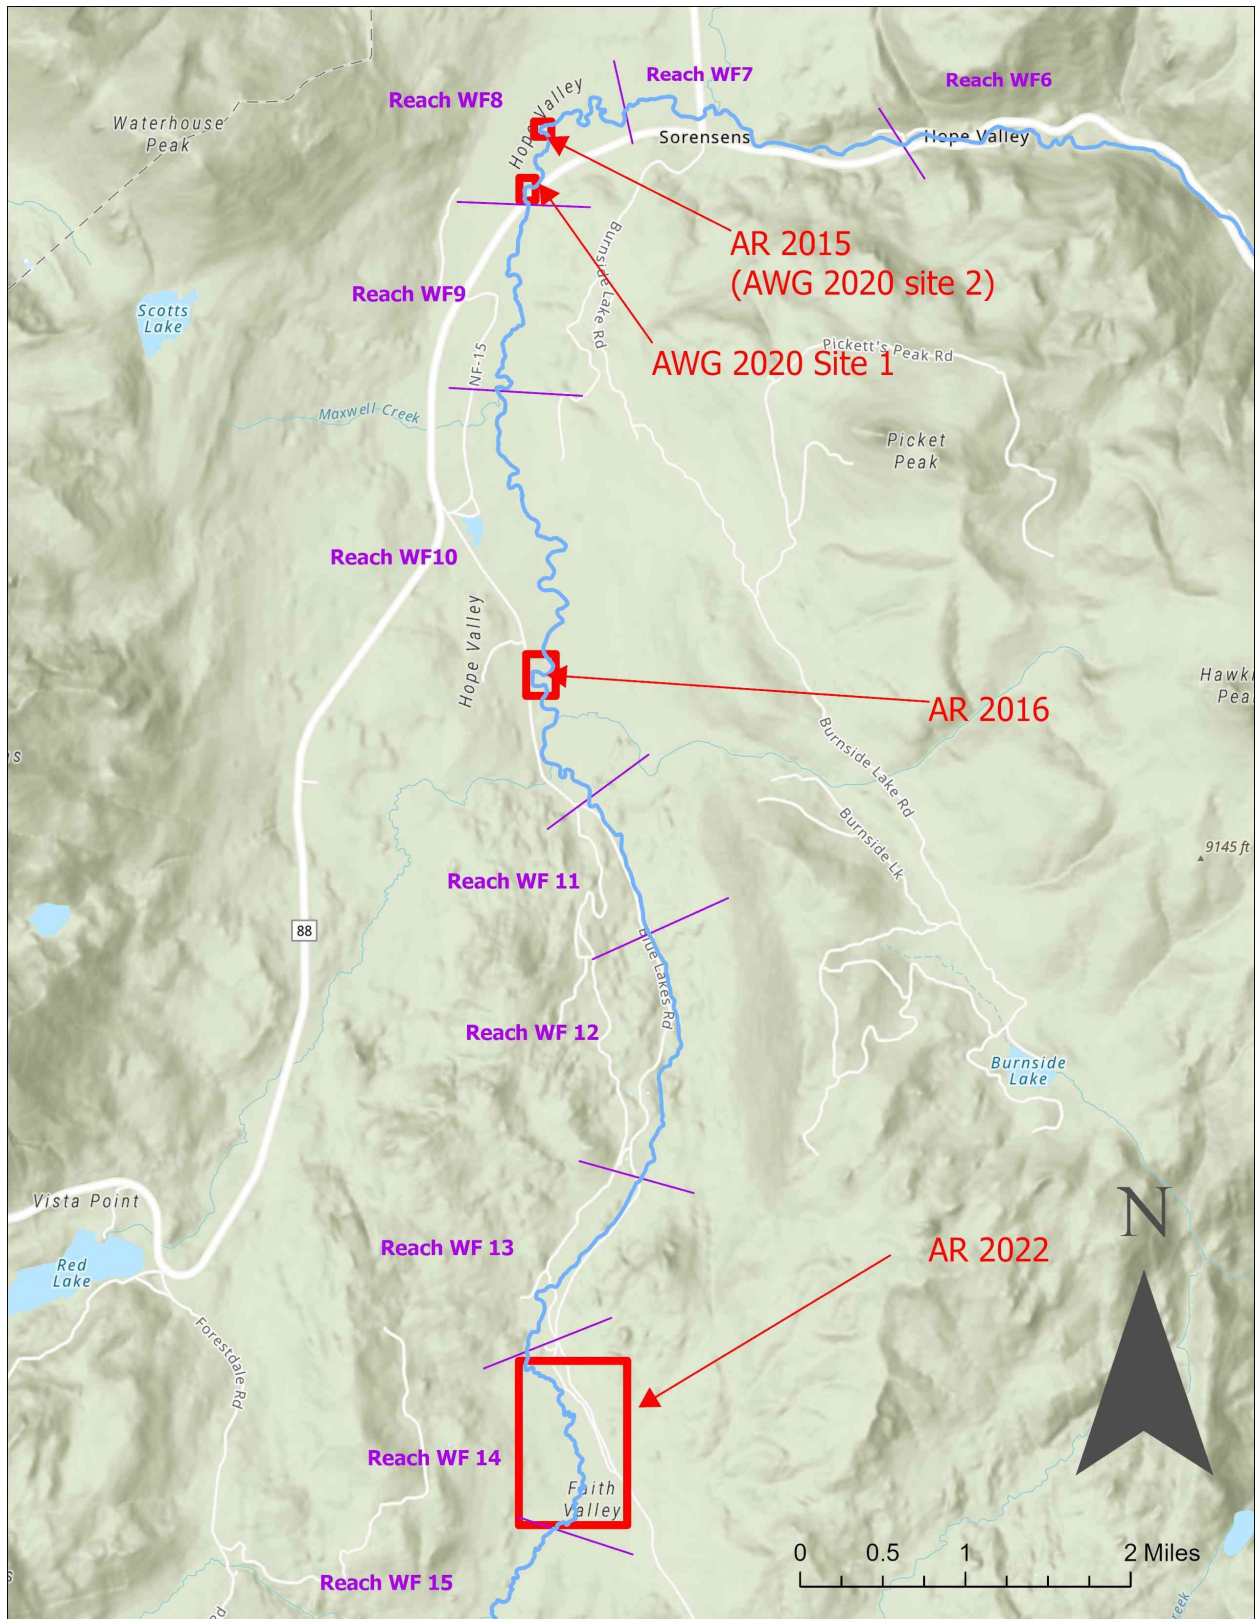 Reach WF7
Reach WF6
Reach WF8
Hope Valley
Waterhouse
Peak
Sorensens
Hope Valley
AR 2015
(AWG 2020 site 2)
Burnside Lake Rd
Reach WF9
Scotts
Lake
AWG 2020 Site 1
Pickett's Peak Rd
NF-15
Maxwell Creek
Picket
Peak
Reach WF10
Hope Valley
AR 2016
Burnside Lake Rd
Burnside Lk
9145 ft
Reach WF 11
88
Blue Lakes Rd
Reach WF 12
Burnside
Lake
Vista Point
N
Red
Lake
Reach WF 13
AR 2022
Forestdale Rd
Reach WF 14
Faith
Valley
Reach WF 15
0 0.5 1 2 Miles